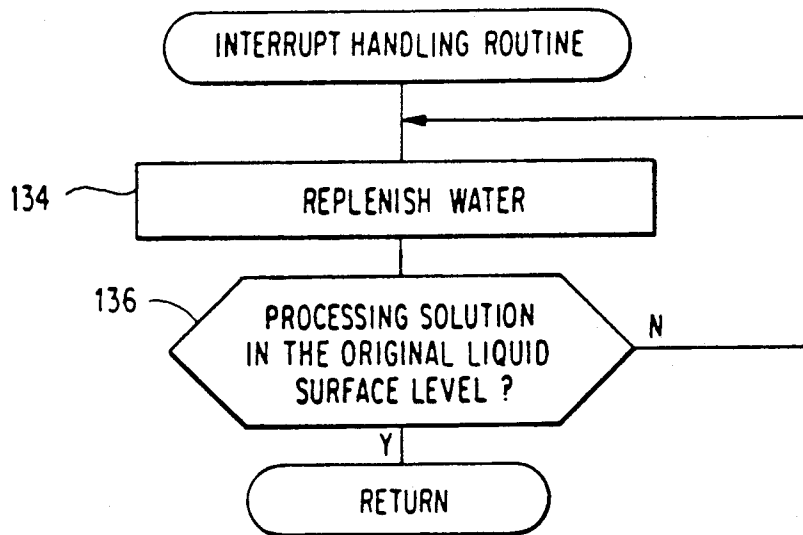 INTERRUPT HANDLING ROUTINE
134
REPLENISH WATER
136
PROCESSING SOLUTION
IN THE ORIGINAL LIQUID
SURFACE LEVEL ?
N
Y
RETURN